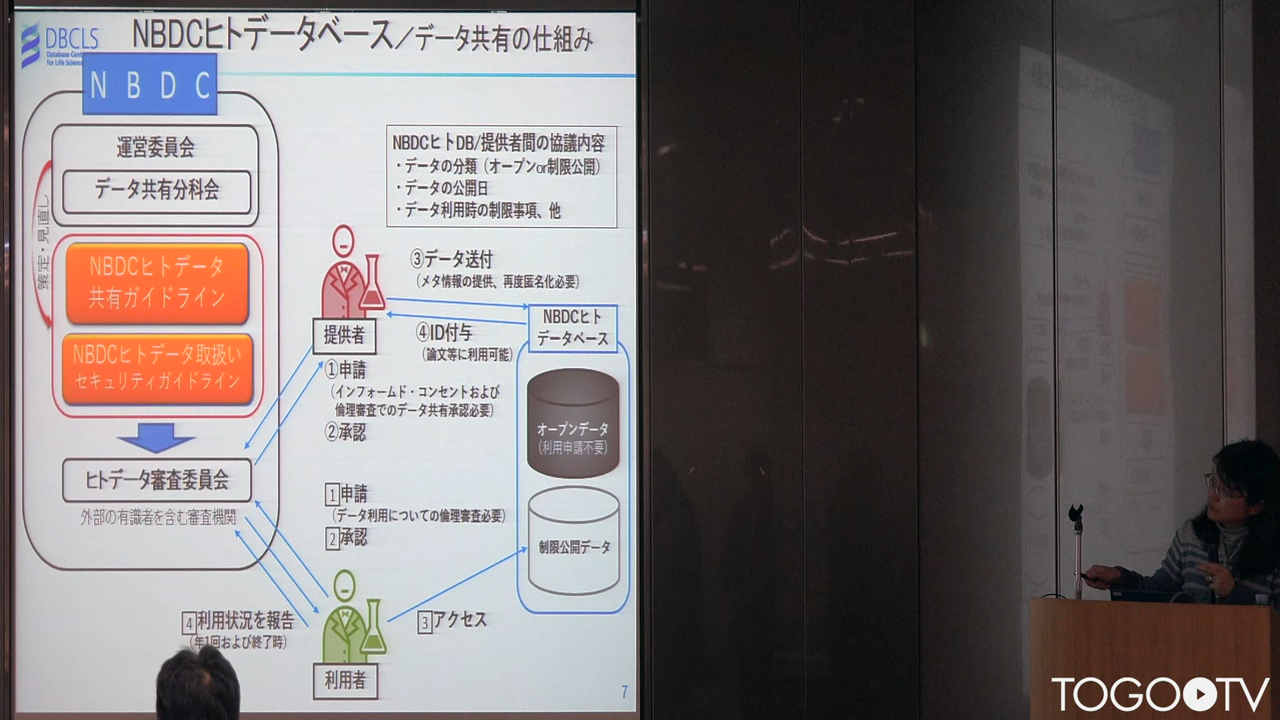 DBCLS
Database Cent
for Life Science
NBDCヒトデータベース／データ共有の仕組み
NBDC
運営委員会
データ共有分科会
策定・見直し
NBDCヒトデータ
共有ガイドライン
NBDCヒトデータ取扱い
セキュリティガイドライン
ヒトデータ審査委員会
外部の有識者を含む審査機関
NBDCヒトDB/提供者間の協議内容
・データの分類（オープンor制限公開）
・データの公開日
・データ利用時の制限事項、他
③データ送付
（メタ情報の提供、再度匿名化必要）
提供者
④ID付与
（論文等に利用可能）
NBDCヒト
データベース
①申請
（インフォームド・コンセントおよび
倫理審査でのデータ共有承認必要）
②承認
オープンデータ
（利用申請不要）
1申請
（データ利用についての倫理審査必要）
2承認
制限公開データ
4利用状況を報告
（年1回および終了時）
3アクセス
利用者
7
TOGOTV